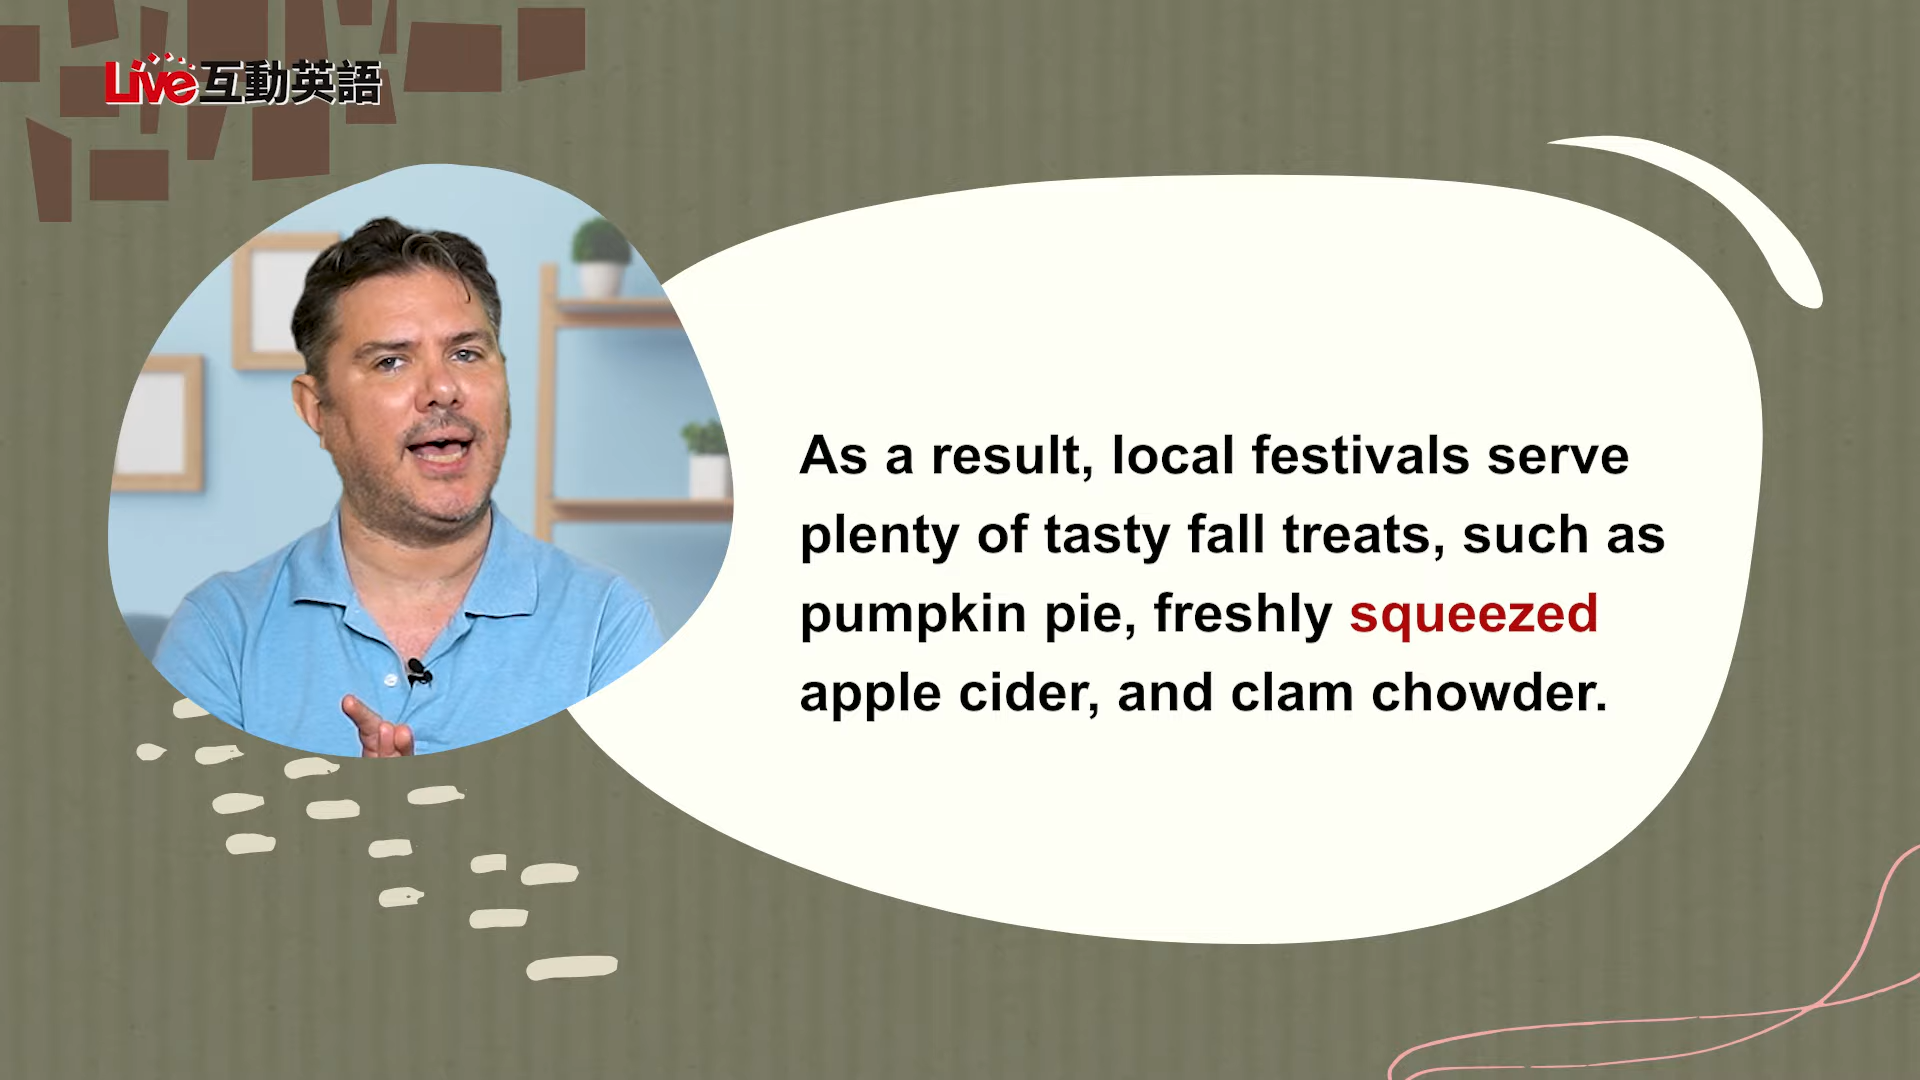 Live互動英語
As a result, local festivals serve
plenty of tasty fall treats, such as
pumpkin pie, freshly squeezed
apple cider, and clam chowder.